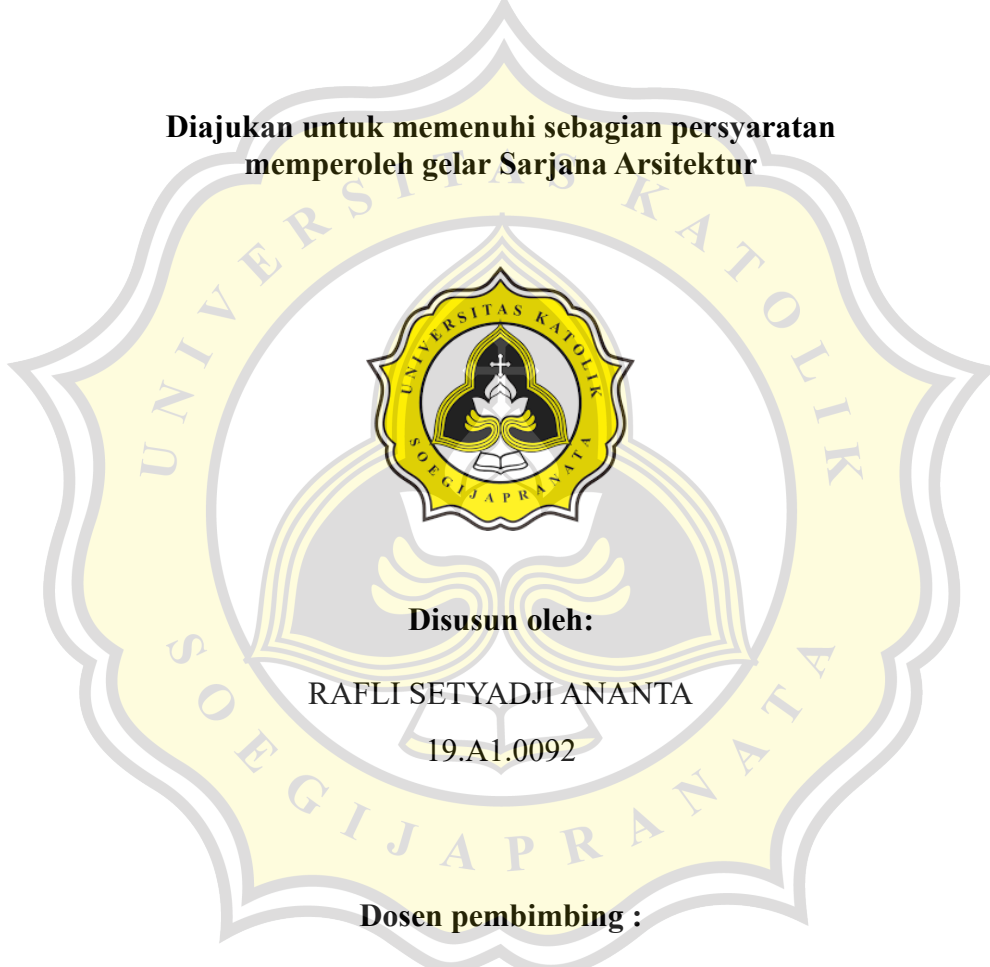 Diajukan untuk memenuhi sebagian persyaratan
memperoleh gelar Sarjana Arsitektur
UNIVERSITAS KATOLIK
SOEGIJAPRANATA
UNIVERSITAS KATOLIK
SOEGIJAPRANATA
Disusun oleh:
RAFLI SETYADJI ANANTA
19.A1.0092
Dosen pembimbing :